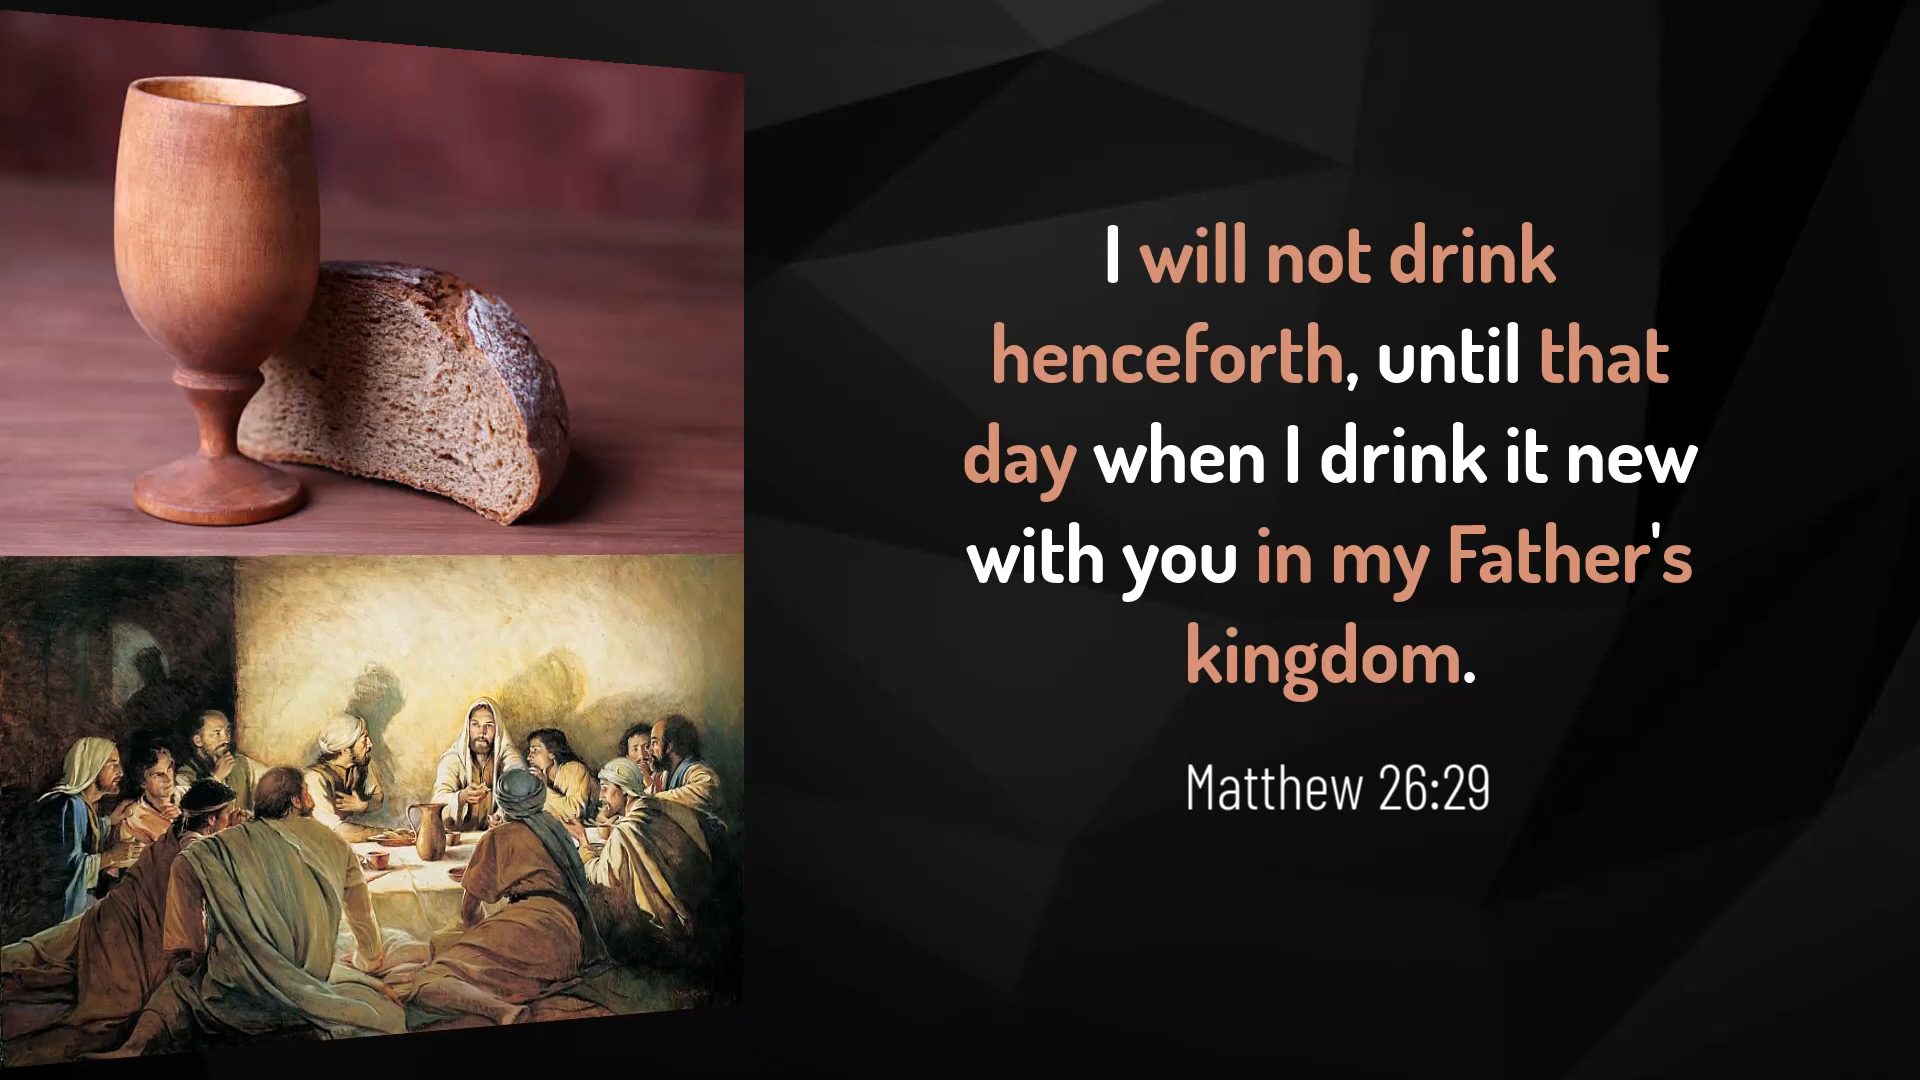 I will not drink
henceforth, until that
day when I drink it new
with you in my Father's
kingdom.
Matthew 26:29